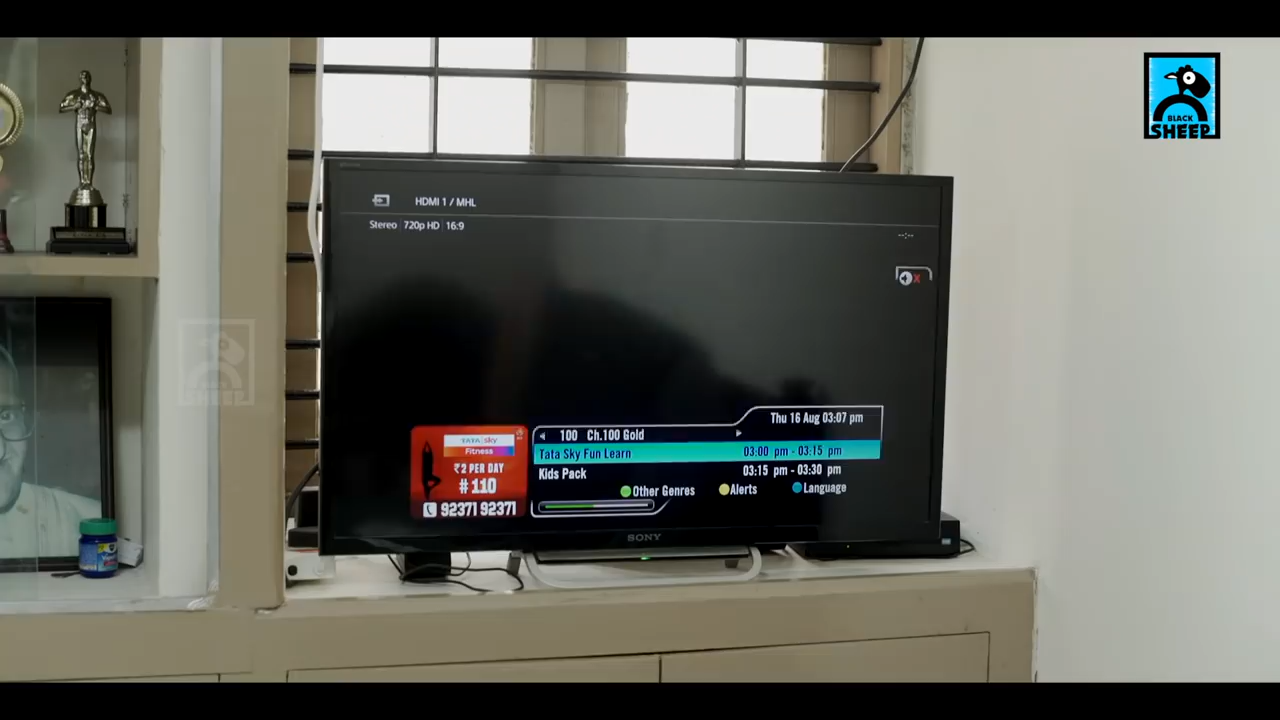 BLACK
SHEEP
HDMI 1 / MHL
Stereo 720p HD 16:9
--:--
SHEEP
Thu 16 Aug 03:07 pm
100 Ch.100 Gold
Tata Sky Fun Learn 03:00 pm - 03:15 pm
Kids Pack 03:15 pm - 03:30 pm
Other Genres Alerts Language
TATA sky
Fitness
₹2 PER DAY
#110
92371 92371
SONY